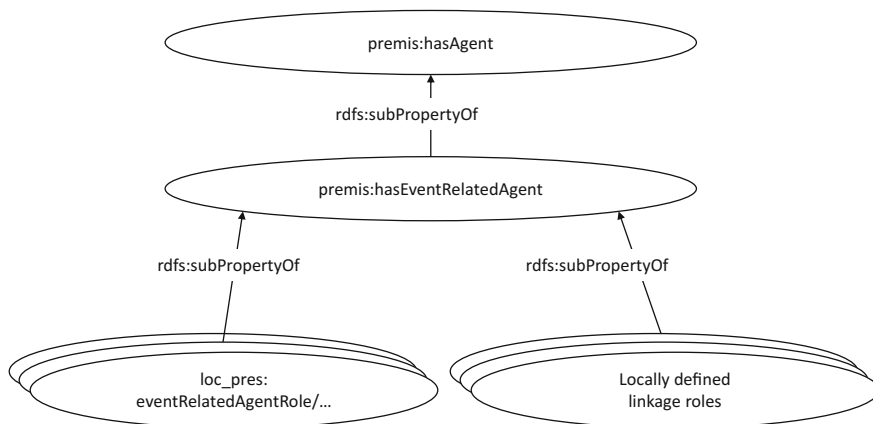 premis:hasAgent
rdfs:subPropertyOf
premis:hasEventRelatedAgent
rdfs:subPropertyOf
rdfs:subPropertyOf
loc_pres:
eventRelatedAgentRole/...
Locally defined
linkage roles